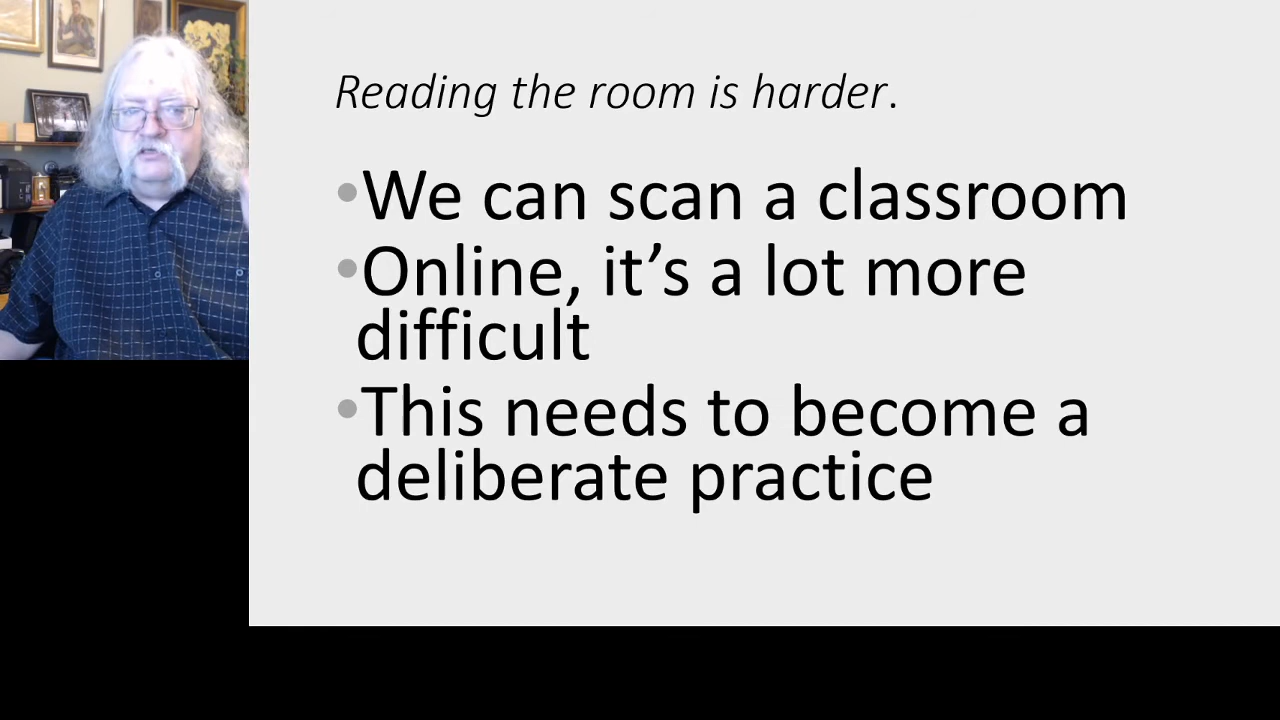 Reading the room is harder.
•We can scan a classroom
•Online, it’s a lot more
difficult
•This needs to become a
deliberate practice